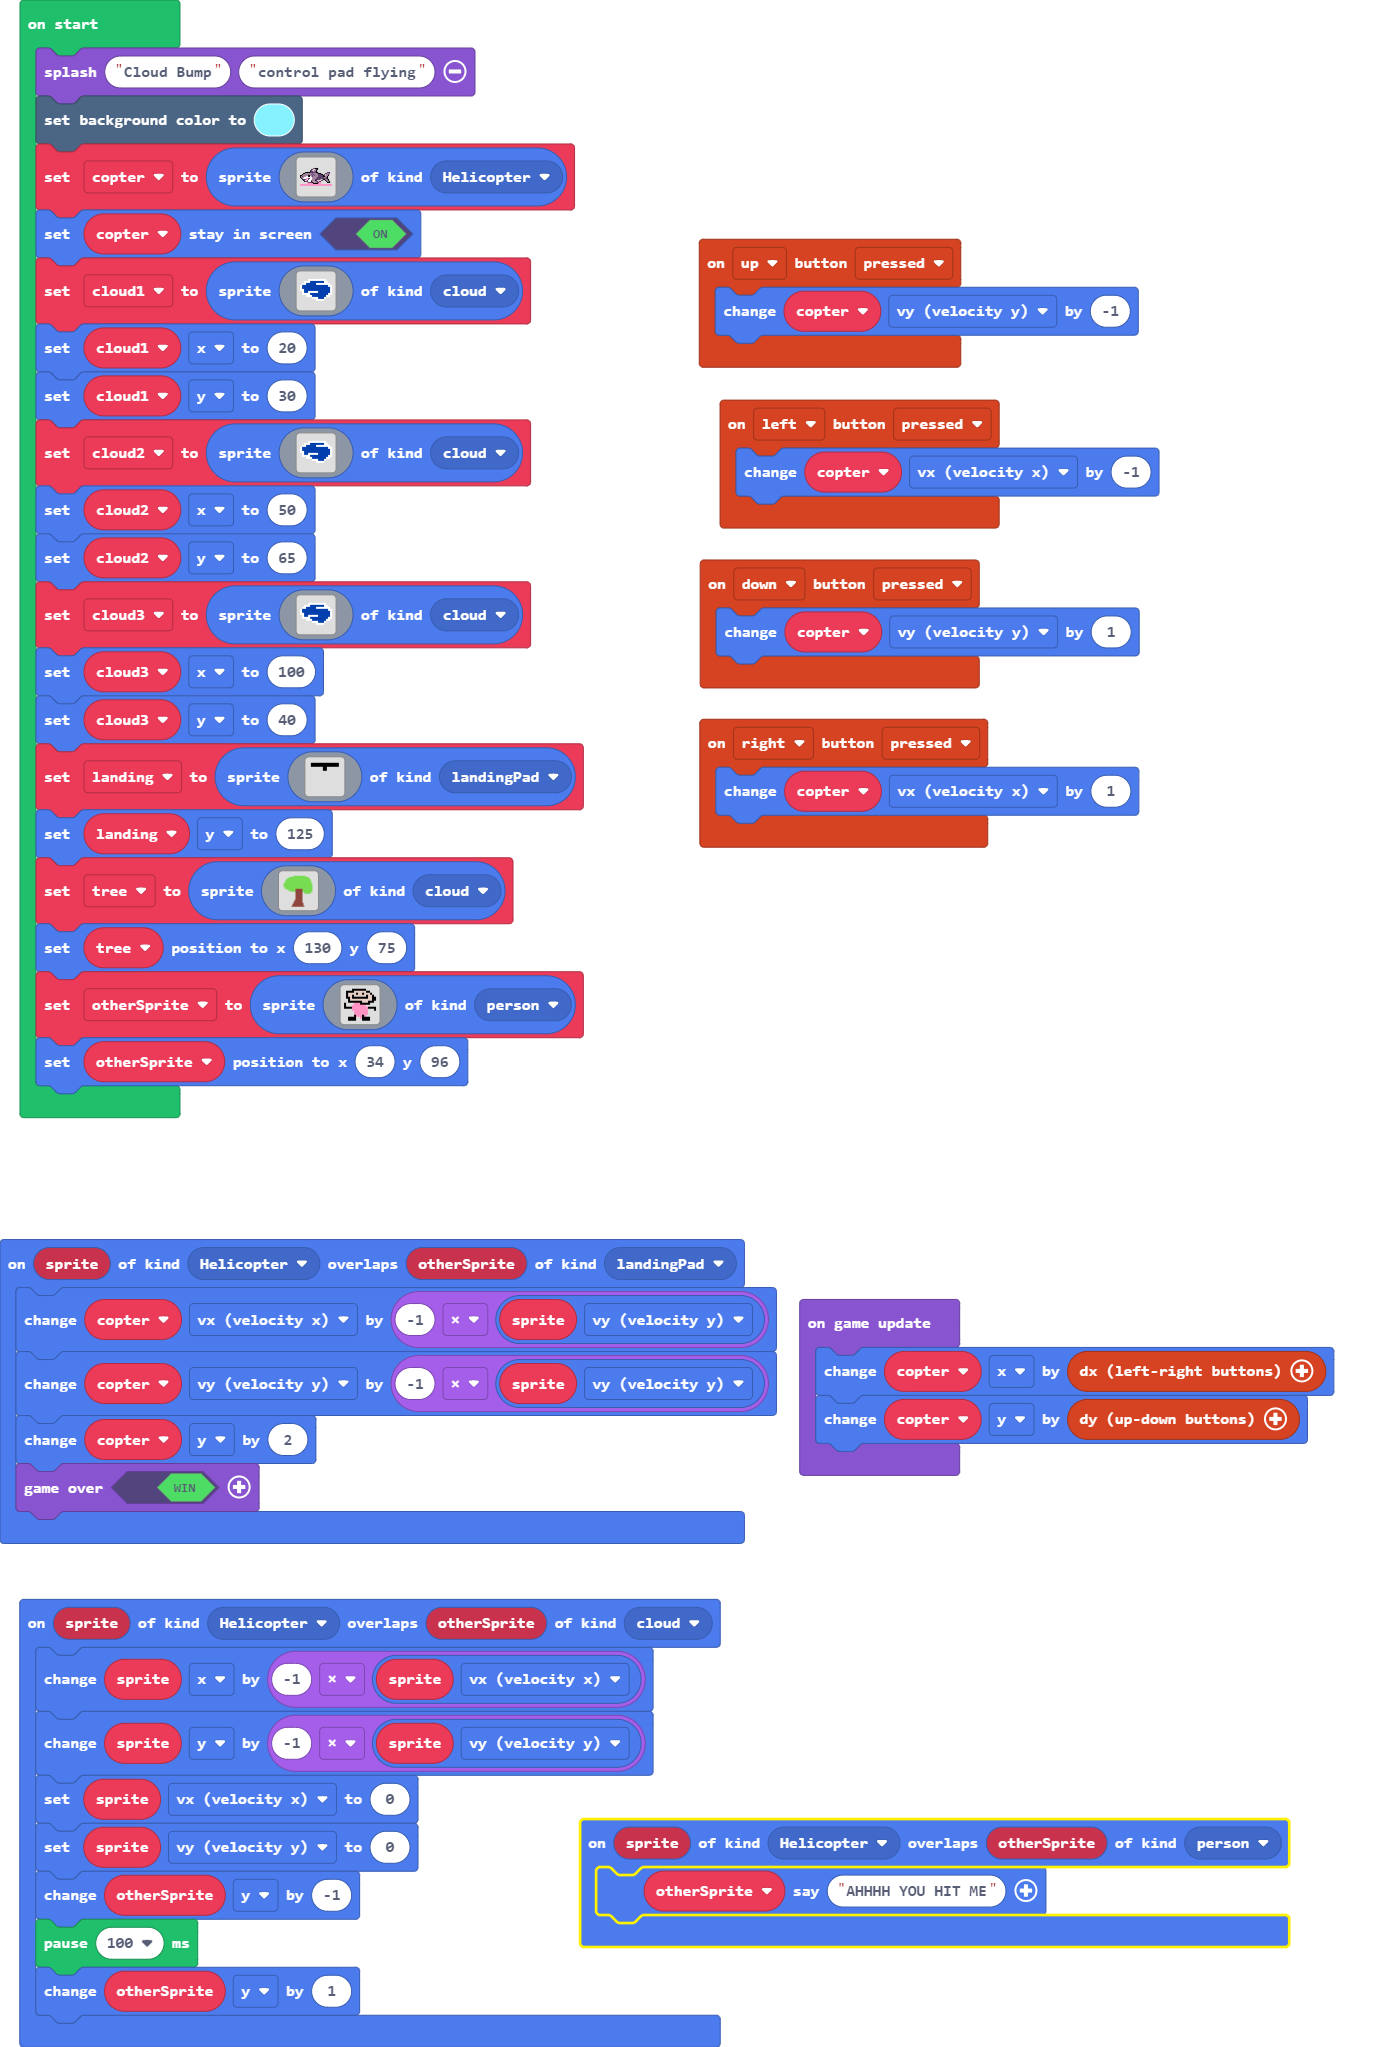 on start
splash "Cloud Bump" "control pad flying"
set background color to
set copter to sprite of kind Helicopter
set copter stay in screen ON
set cloud1 to sprite of kind cloud
set cloud1 x to 20
set cloud1 y to 30
set cloud2 to sprite of kind cloud
set cloud2 x to 50
set cloud2 y to 65
set cloud3 to sprite of kind cloud
set cloud3 x to 100
set cloud3 y to 40
set landing to sprite of kind landingPad
set landing y to 125
set tree to sprite of kind cloud
set tree position to x 130 y 75
set otherSprite to sprite of kind person
set otherSprite position to x 34 y 96
on up button pressed
change copter vy (velocity y) by -1
on left button pressed
change copter vx (velocity x) by -1
on down button pressed
change copter vy (velocity y) by 1
on right button pressed
change copter vx (velocity x) by 1
on sprite of kind Helicopter overlaps otherSprite of kind landingPad
change copter vx (velocity x) by -1 × sprite vy (velocity y)
change copter vy (velocity y) by -1 × sprite vy (velocity y)
change copter y by 2
game over WIN
on game update
change copter x by dx (left-right buttons)
change copter y by dy (up-down buttons)
on sprite of kind Helicopter overlaps otherSprite of kind cloud
change sprite x by -1 × sprite vx (velocity x)
change sprite y by -1 × sprite vy (velocity y)
set sprite vx (velocity x) to 0
set sprite vy (velocity y) to 0
change otherSprite y by -1
pause 100 ms
change otherSprite y by 1
on sprite of kind Helicopter overlaps otherSprite of kind person
otherSprite say "AHHHH YOU HIT ME"